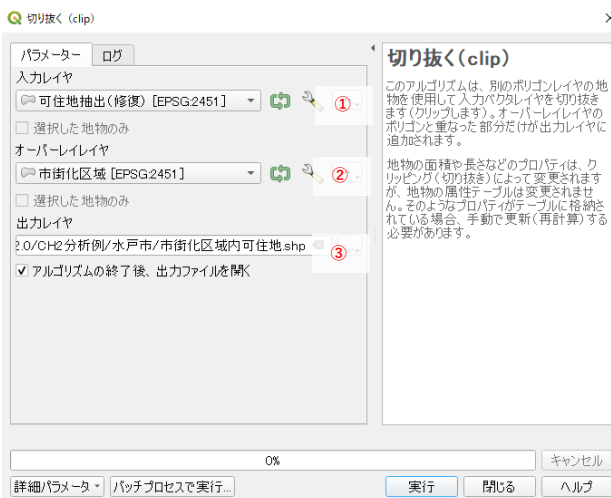 切り抜く (clip)
パラメーター ログ
入力レイヤ
可住地抽出(修復) [EPSG:2451]
①
選択した地物のみ
オーバーレイレイヤ
市街化区域 [EPSG:2451]
②
選択した地物のみ
出力レイヤ
2.0/CH2分析例/水戸市/市街化区域内可住地.shp
③
アルゴリズムの終了後、出力ファイルを開く
切り抜く(clip)
このアルゴリズムは、別のポリゴンレイヤの地
物を使用して入力ベクタレイヤを切り抜き
ます(クリップします)。オーバーレイレイヤの
ポリゴンと重なった部分だけが出力レイヤに
追加されます。
地物の面積や長さなどのプロパティは、ク
リッピング(切り抜き)によって変更されます
が、地物の属性テーブルは変更されませ
ん。そのようなプロパティがテーブルに格納さ
れている場合、手動で更新(再計算)する
必要があります。
0%
キャンセル
詳細パラメータ バッチプロセスで実行...
実行 閉じる ヘルプ